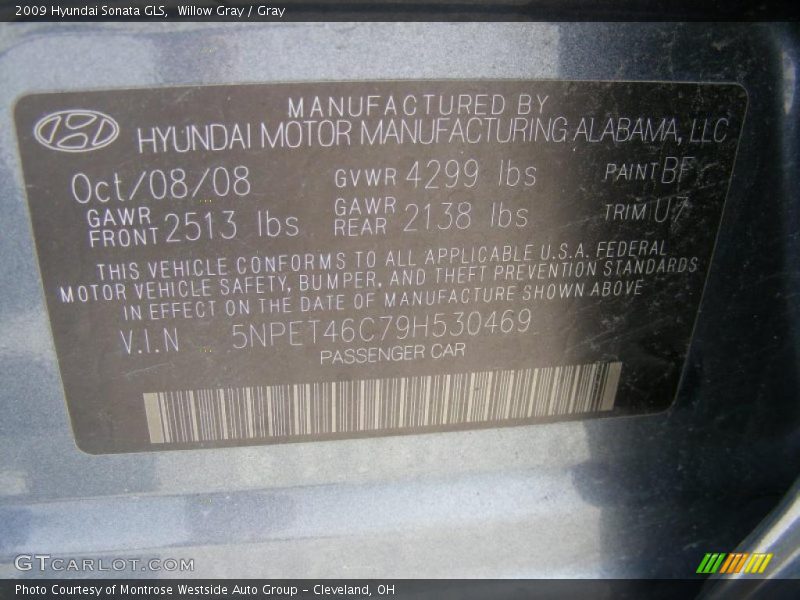 2009 Hyundai Sonata GLS, Willow Gray / Gray
MANUFACTURED BY
HYUNDAI MOTOR MANUFACTURING ALABAMA, LLC
Oct/08/08 GVWR 4299 lbs PAINT BF
GAWR FRONT 2513 lbs GAWR REAR 2138 lbs TRIM U7
THIS VEHICLE CONFORMS TO ALL APPLICABLE U.S.A. FEDERAL
MOTOR VEHICLE SAFETY, BUMPER, AND THEFT PREVENTION STANDARDS
IN EFFECT ON THE DATE OF MANUFACTURE SHOWN ABOVE
V.I.N 5NPET46C79H530469
PASSENGER CAR
GTCARLOT.COM
Photo Courtesy of Montrose Westside Auto Group - Cleveland, OH